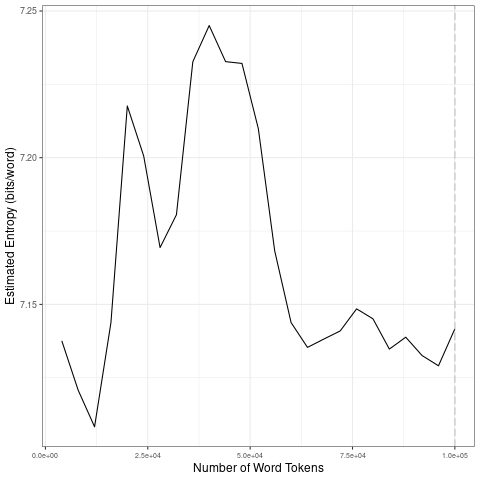 7.25
7.20
7.15
Estimated Entropy (bits/word)
0.0e+00 2.5e+04 5.0e+04 7.5e+04 1.0e+05
Number of Word Tokens